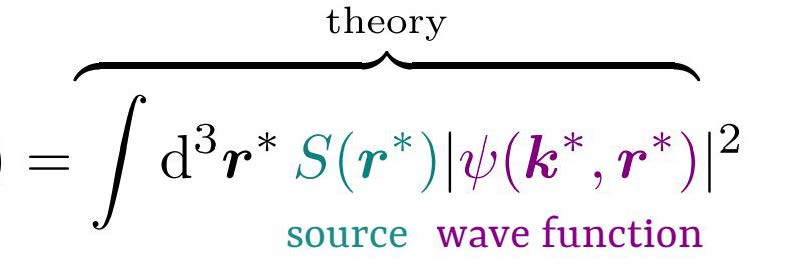 theory
) = ∫ d³r* S(r*)|ψ(k*, r*)|²
source wave function